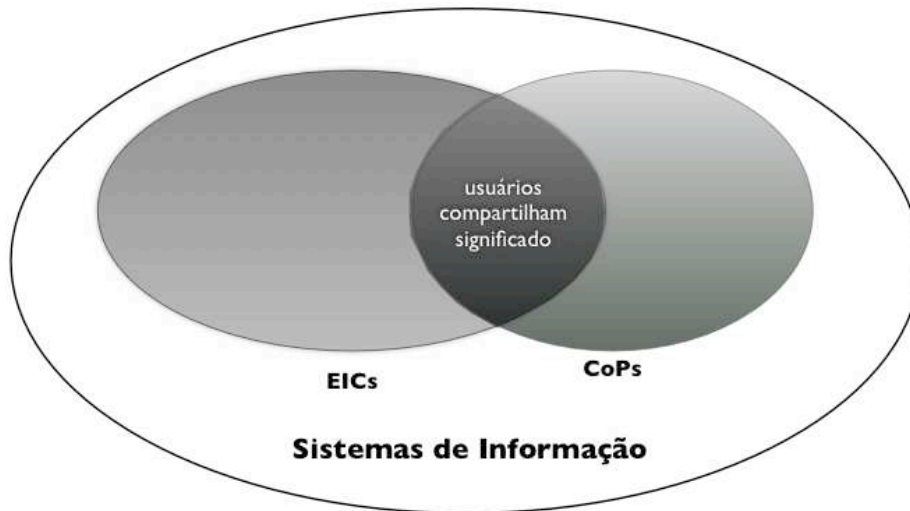 usuários
compartilham
significado
EICs
CoPs
Sistemas de Informação